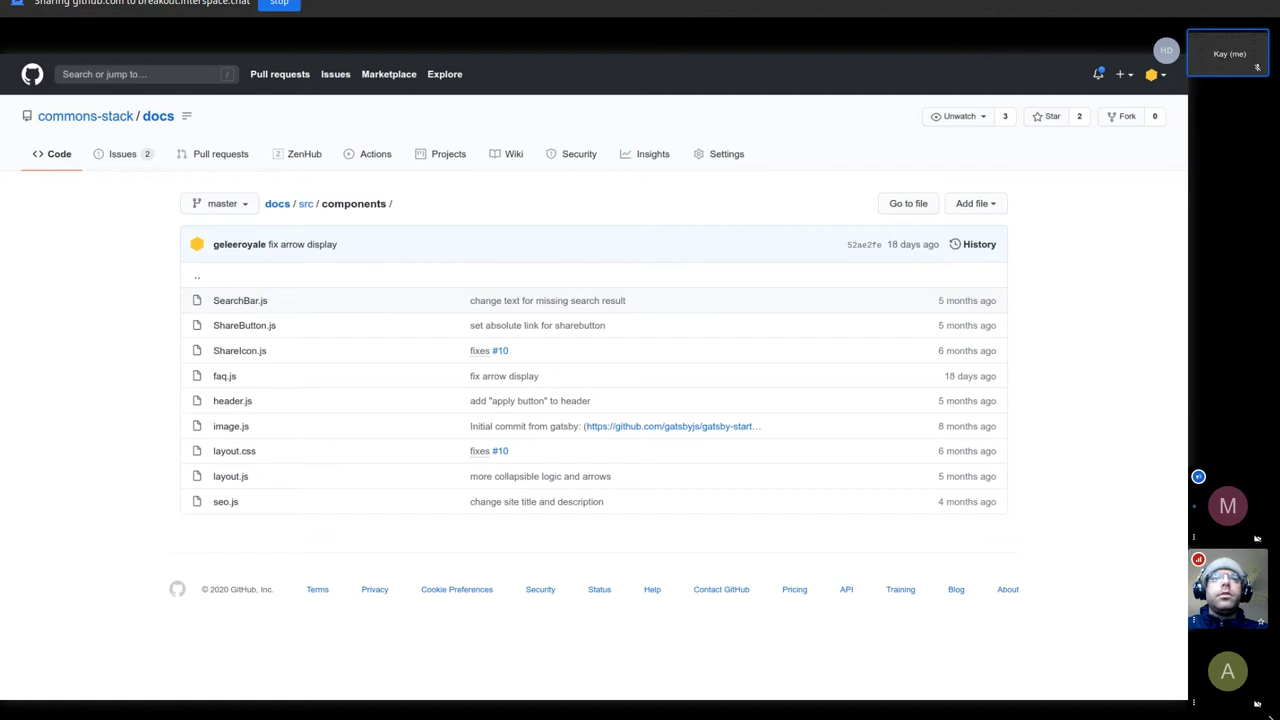 Sharing github.com to breakout.interspace.chat Stop
HD
Kay (me)
Search or jump to… / Pull requests Issues Marketplace Explore
commons-stack / docs Unwatch 3 Star 2 Fork 0
Code Issues 2 Pull requests ZenHub Actions Projects Wiki Security Insights Settings
master docs / src / components / Go to file Add file
geleeroyale fix arrow display 52ae2fe 18 days ago History
..
SearchBar.js change text for missing search result 5 months ago
ShareButton.js set absolute link for sharebutton 5 months ago
ShareIcon.js fixes #10 6 months ago
faq.js fix arrow display 18 days ago
header.js add "apply button" to header 5 months ago
image.js Initial commit from gatsby: (https://github.com/gatsbyjs/gatsby-start… 8 months ago
layout.css fixes #10 6 months ago
layout.js more collapsible logic and arrows 5 months ago
seo.js change site title and description 4 months ago
M
© 2020 GitHub, Inc. Terms Privacy Cookie Preferences Security Status Help Contact GitHub Pricing API Training Blog About
A